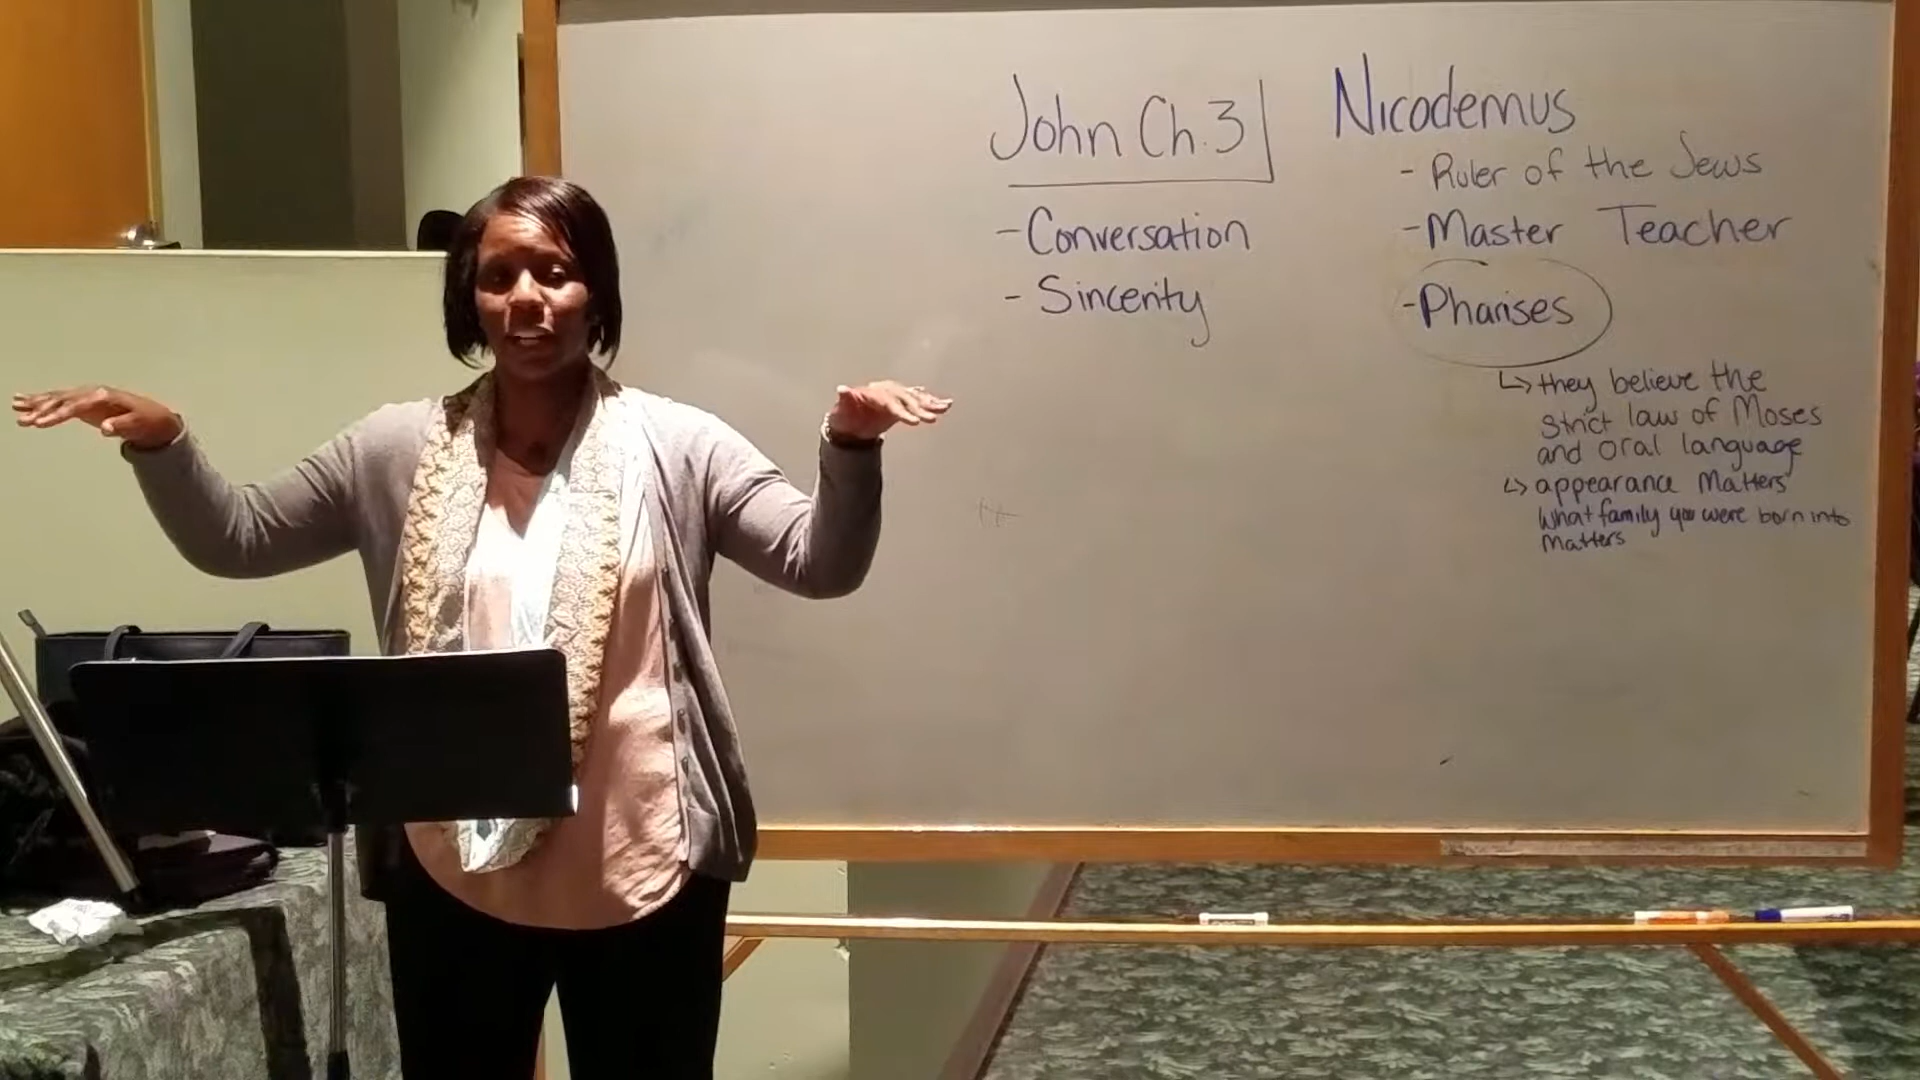 John Ch. 3
- Conversation
- Sincerity
Nicodemus
- Ruler of the Jews
- Master Teacher
- Pharises
↳ they believe the
strict law of Moses
and oral language
↳ appearance Matters
What family you were born into
Matters